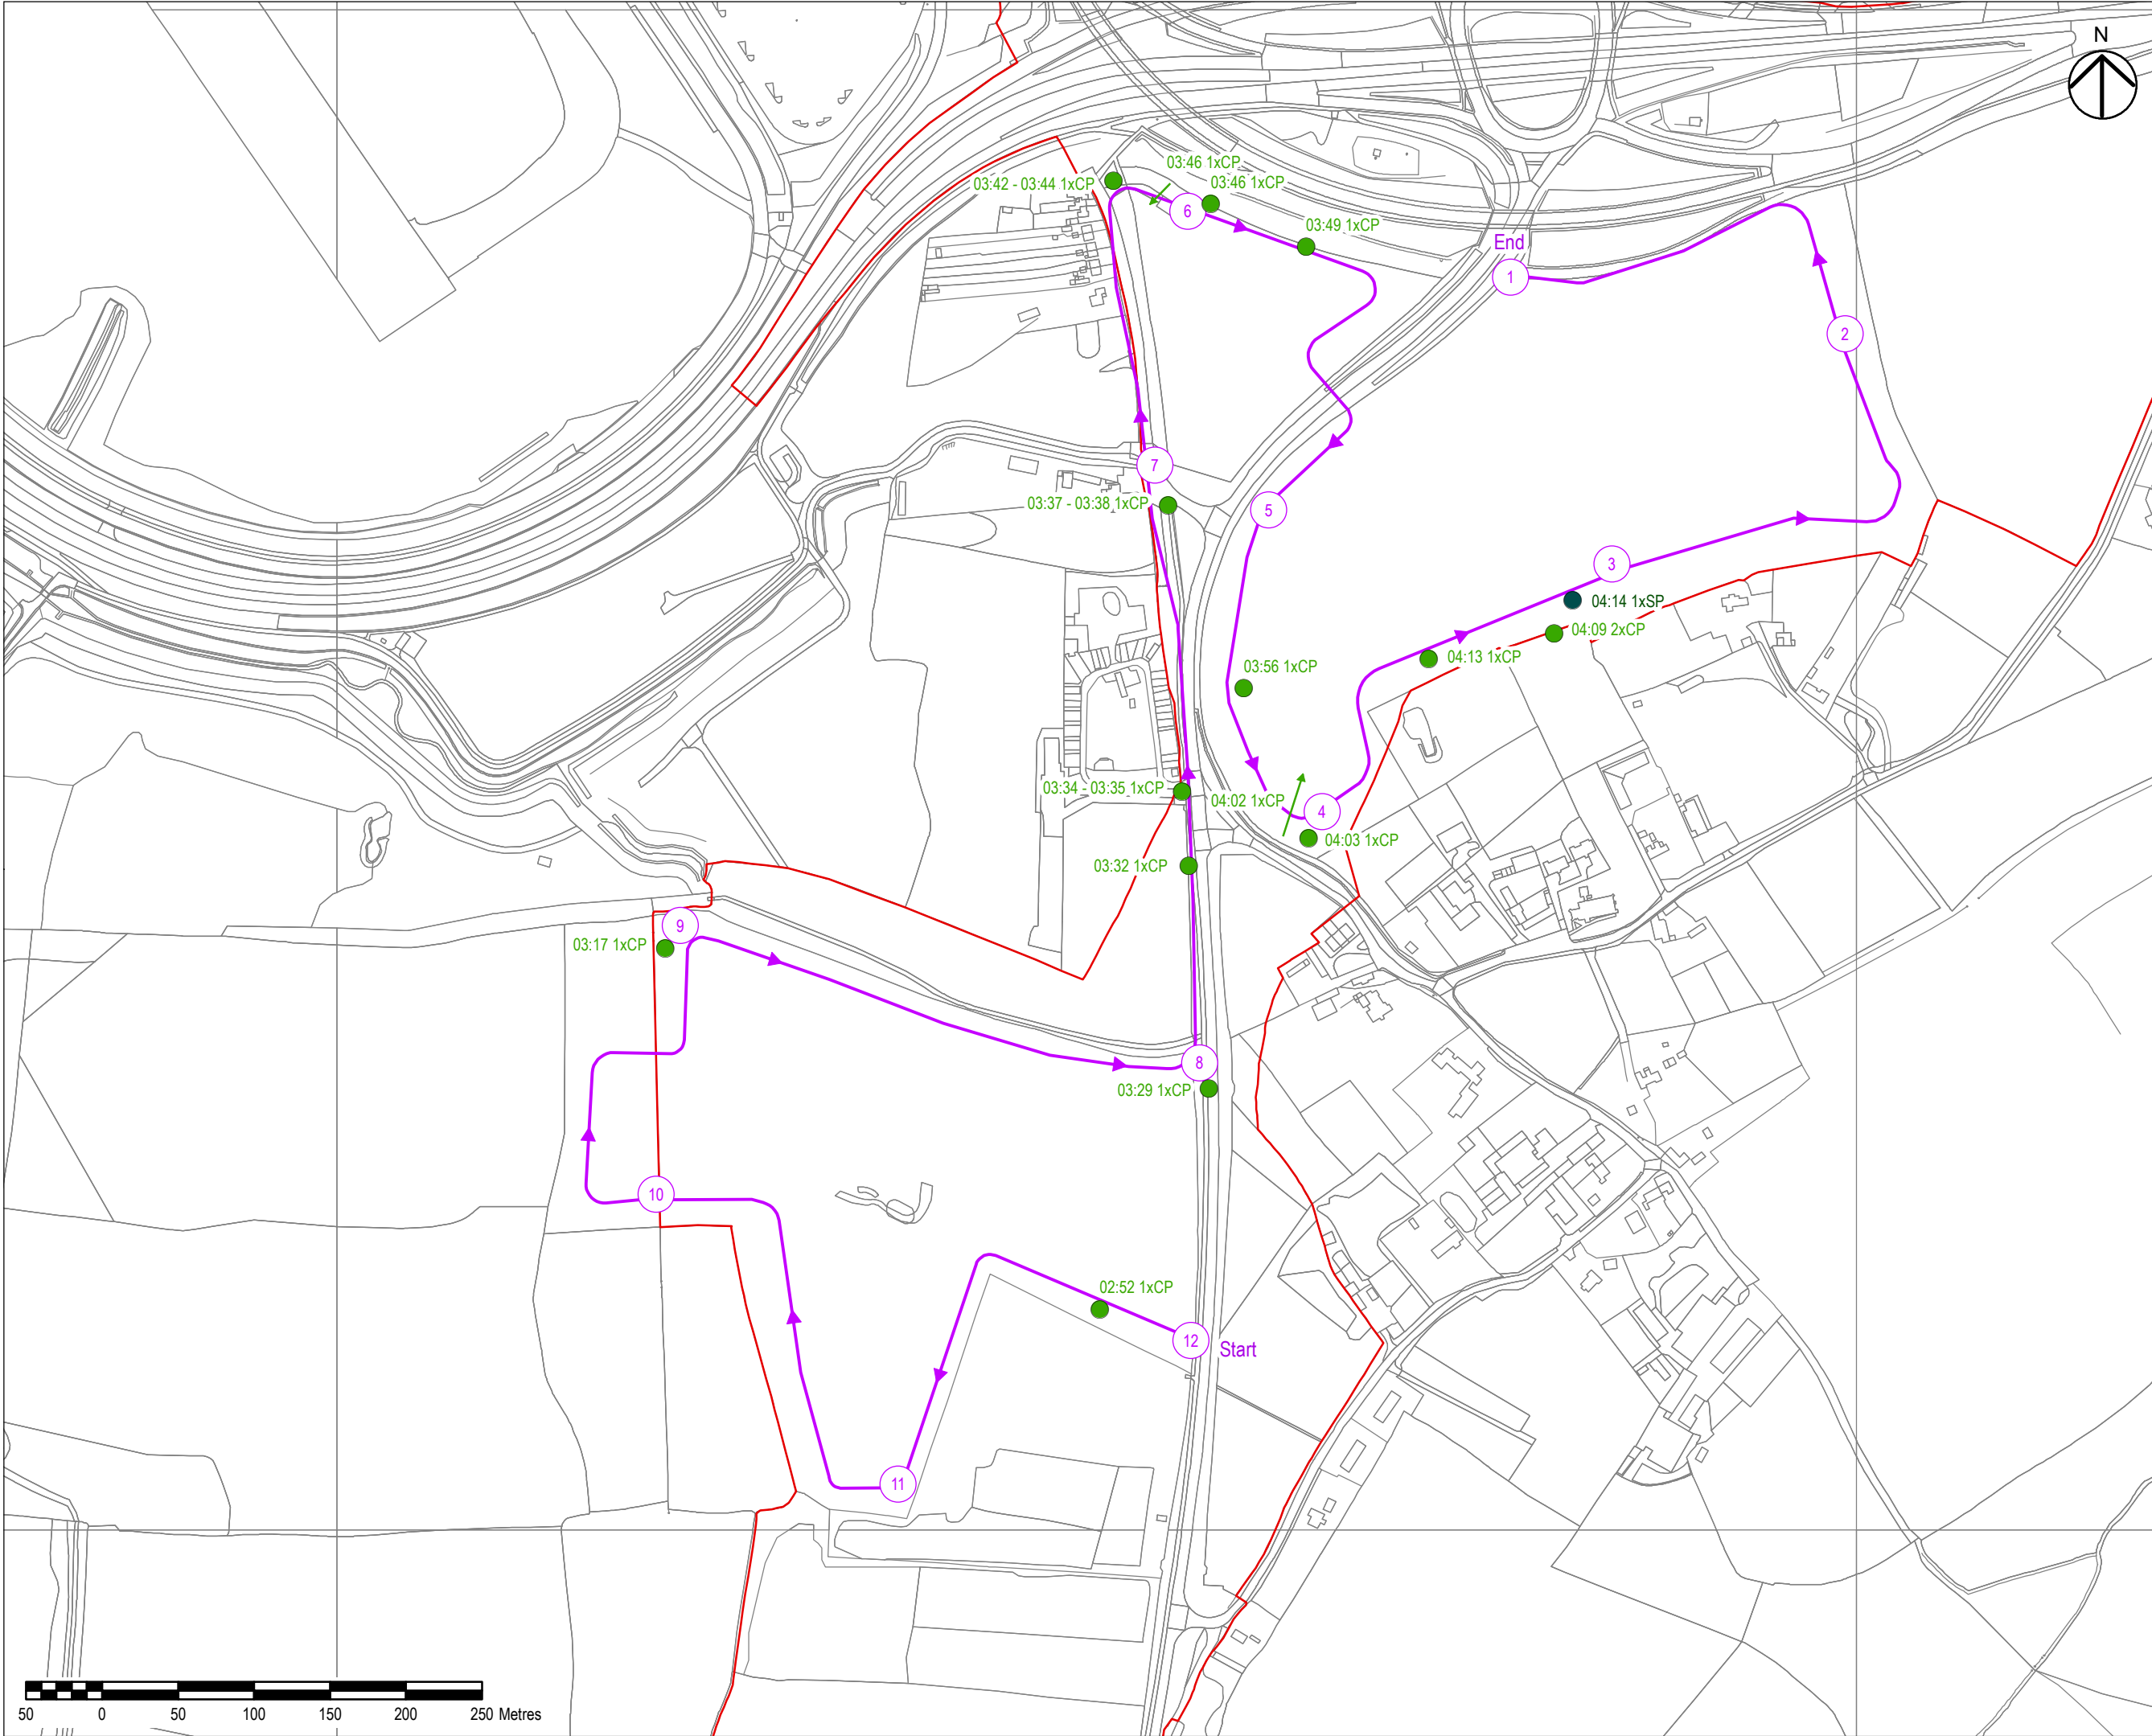 N
03:46 1xCP
03:42 - 03:44 1xCP
03:46 1xCP
6
03:49 1xCP
End
1
2
7
03:37 - 03:38 1xCP
5
3
04:14 1xSP
04:09 2xCP
04:13 1xCP
03:56 1xCP
03:34 - 03:35 1xCP
04:02 1xCP
4
04:03 1xCP
03:32 1xCP
9
03:17 1xCP
8
03:29 1xCP
10
02:52 1xCP
12
Start
11
50 0 50 100 150 200 250 Metres